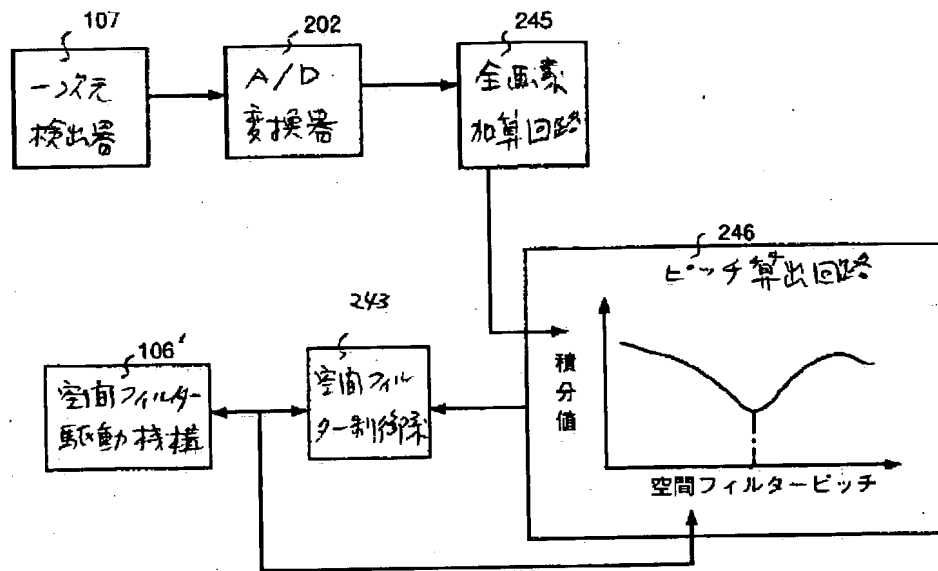 107
一次元
検出器
202
A/D
変換器
245
全画素
加算回路
246
ピッチ算出回路
積分値
空間フィルターピッチ
243
空間フィル
ター制御系
106'
空間フィルター
駆動機構